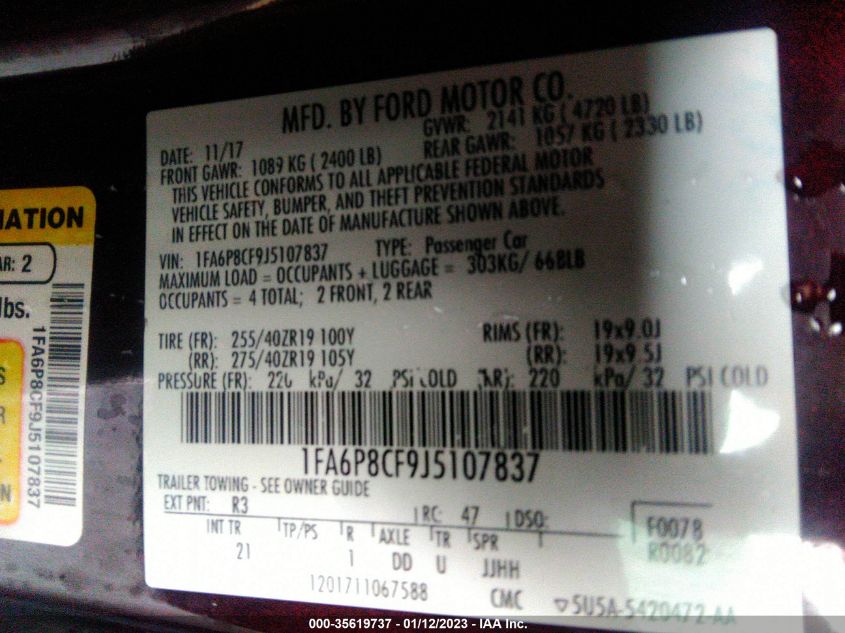 MFD. BY FORD MOTOR CO.
DATE: 11/17 GVWR: 2141 KG ( 4720 LB)
FRONT GAWR: 1089 KG ( 2400 LB) REAR GAWR: 1057 KG ( 2330 LB)
THIS VEHICLE CONFORMS TO ALL APPLICABLE FEDERAL MOTOR
VEHICLE SAFETY, BUMPER, AND THEFT PREVENTION STANDARDS
IN EFFECT ON THE DATE OF MANUFACTURE SHOWN ABOVE.
VIN: 1FA6P8CF9J5107837 TYPE: Passenger Car
MAXIMUM LOAD = OCCUPANTS + LUGGAGE = 303KG/ 668LB
OCCUPANTS = 4 TOTAL; 2 FRONT, 2 REAR
TIRE (FR): 255/40ZR19 100Y RIMS (FR): 19x9.0J
(RR): 275/40ZR19 105Y (RR): 19x9.5J
PRESSURE (FR): 220 kPa/ 32 PSI COLD (RR): 220 kPa/ 32 PSI COLD
1FA6P8CF9J5107837
TRAILER TOWING - SEE OWNER GUIDE
EXT PNT: R3 RC: 47 DSO: F0078
INT TR TP/PS R AXLE TR SPR R0082
21 1 DD U JJHH
1201711067588 CMC ▽5U5A-5420472-AA
MATION
AR: 2
lbs.
1FA6P8CF9J5107837
S
R
N
000-35619737 - 01/12/2023 - IAA Inc.